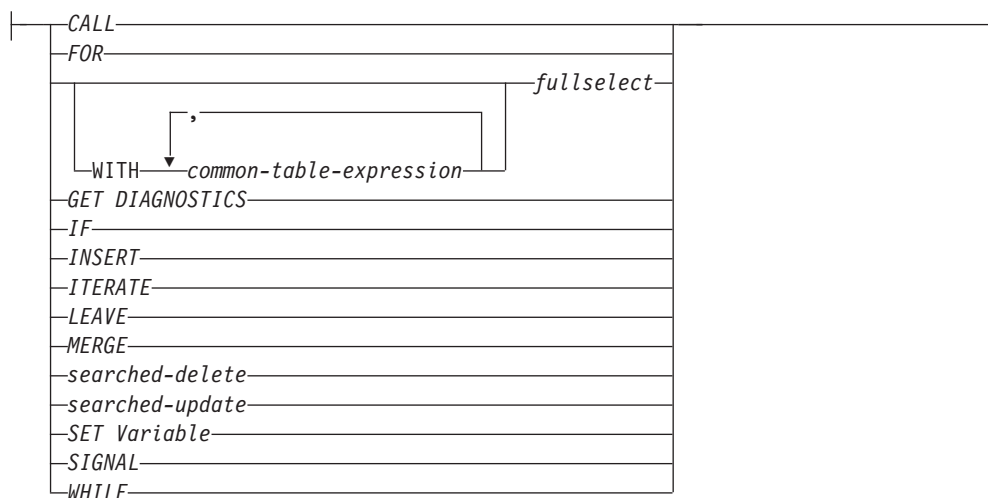 CALL
FOR
fullselect
,
WITH common-table-expression
GET DIAGNOSTICS
IF
INSERT
ITERATE
LEAVE
MERGE
searched-delete
searched-update
SET Variable
SIGNAL
WHILE